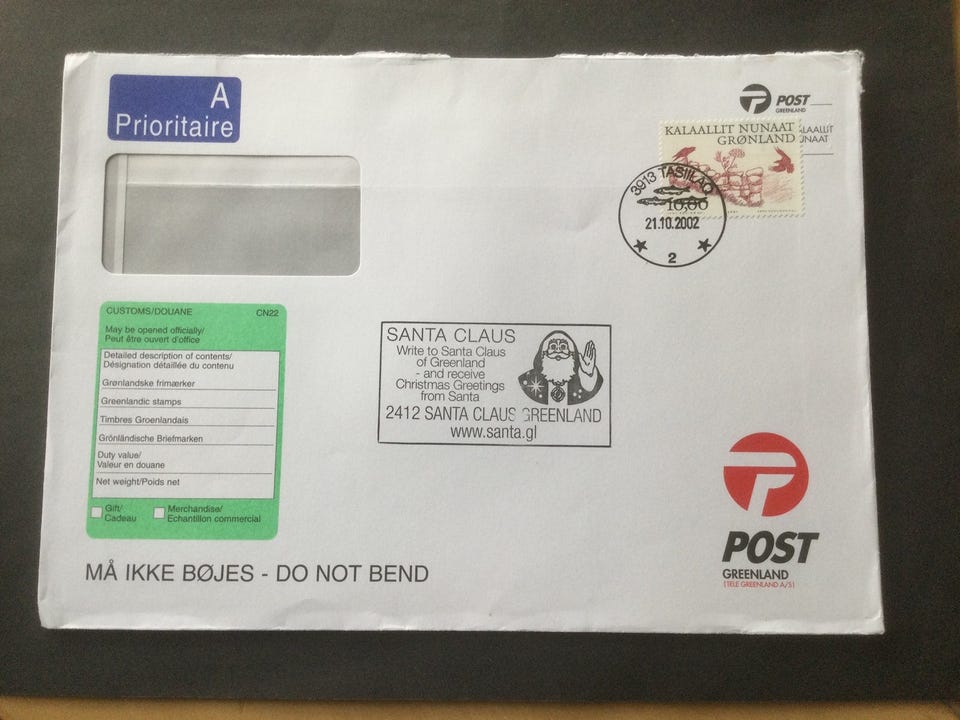 A
Prioritaire
POST
GREENLAND
KALAALLIT
NUNAAT
KALAALLIT NUNAAT
GRØNLAND
10,00
3913 TASIILAQ
21.10.2002
2
CUSTOMS/DOUANE CN22
May be opened officially/
Peut être ouvert d'office
Detailed description of contents/
Désignation détaillée du contenu
Grønlandske frimærker
Greenlandic stamps
Timbres Groenlandais
Grönländische Briefmarken
Duty value/
Valeur en douane
Net weight/Poids net
Gift/
Cadeau
Merchandise/
Echantillon commercial
SANTA CLAUS
Write to Santa Claus
of Greenland
- and receive
Christmas Greetings
from Santa
2412 SANTA CLAUS GREENLAND
www.santa.gl
MÅ IKKE BØJES - DO NOT BEND
POST
GREENLAND
(TELE GREENLAND A/S)